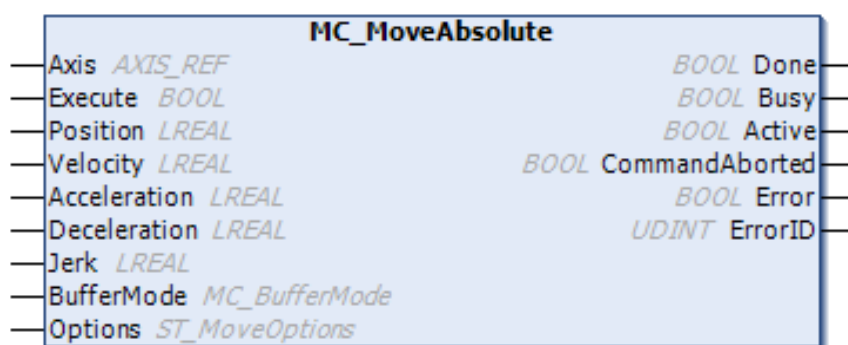 MC_MoveAbsolute
Axis AXIS_REF BOOL Done
Execute BOOL BOOL Busy
Position LREAL BOOL Active
Velocity LREAL BOOL CommandAborted
Acceleration LREAL BOOL Error
Deceleration LREAL UDINT ErrorID
Jerk LREAL
BufferMode MC_BufferMode
Options ST_MoveOptions